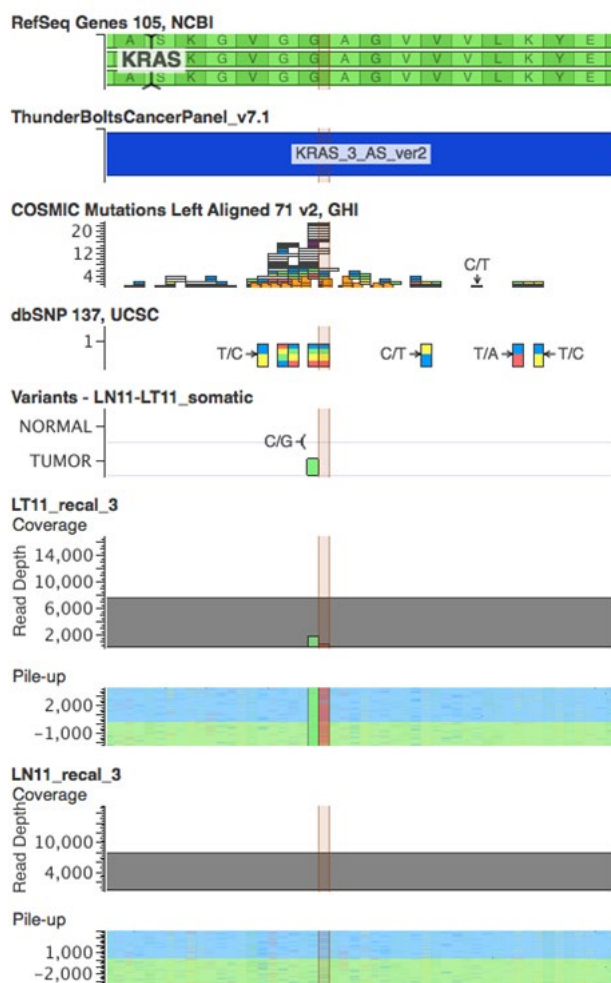 RefSeq Genes 105, NCBI
A S K G V G G A G V V V L K Y E
KRAS
A S K G V G G A G V V V L K Y E
ThunderBoltsCancerPanel_v7.1
KRAS_3_AS_ver2
COSMIC Mutations Left Aligned 71 v2, GHI
20
12
4
C/T
dbSNP 137, UCSC
1
T/C C/T T/A T/C
Variants - LN11-LT11_somatic
NORMAL
C/G
TUMOR
LT11_recal_3
Coverage
Read Depth
14,000
10,000
6,000
2,000
Pile-up
2,000
-1,000
LN11_recal_3
Coverage
Read Depth
10,000
4,000
Pile-up
1,000
-2,000